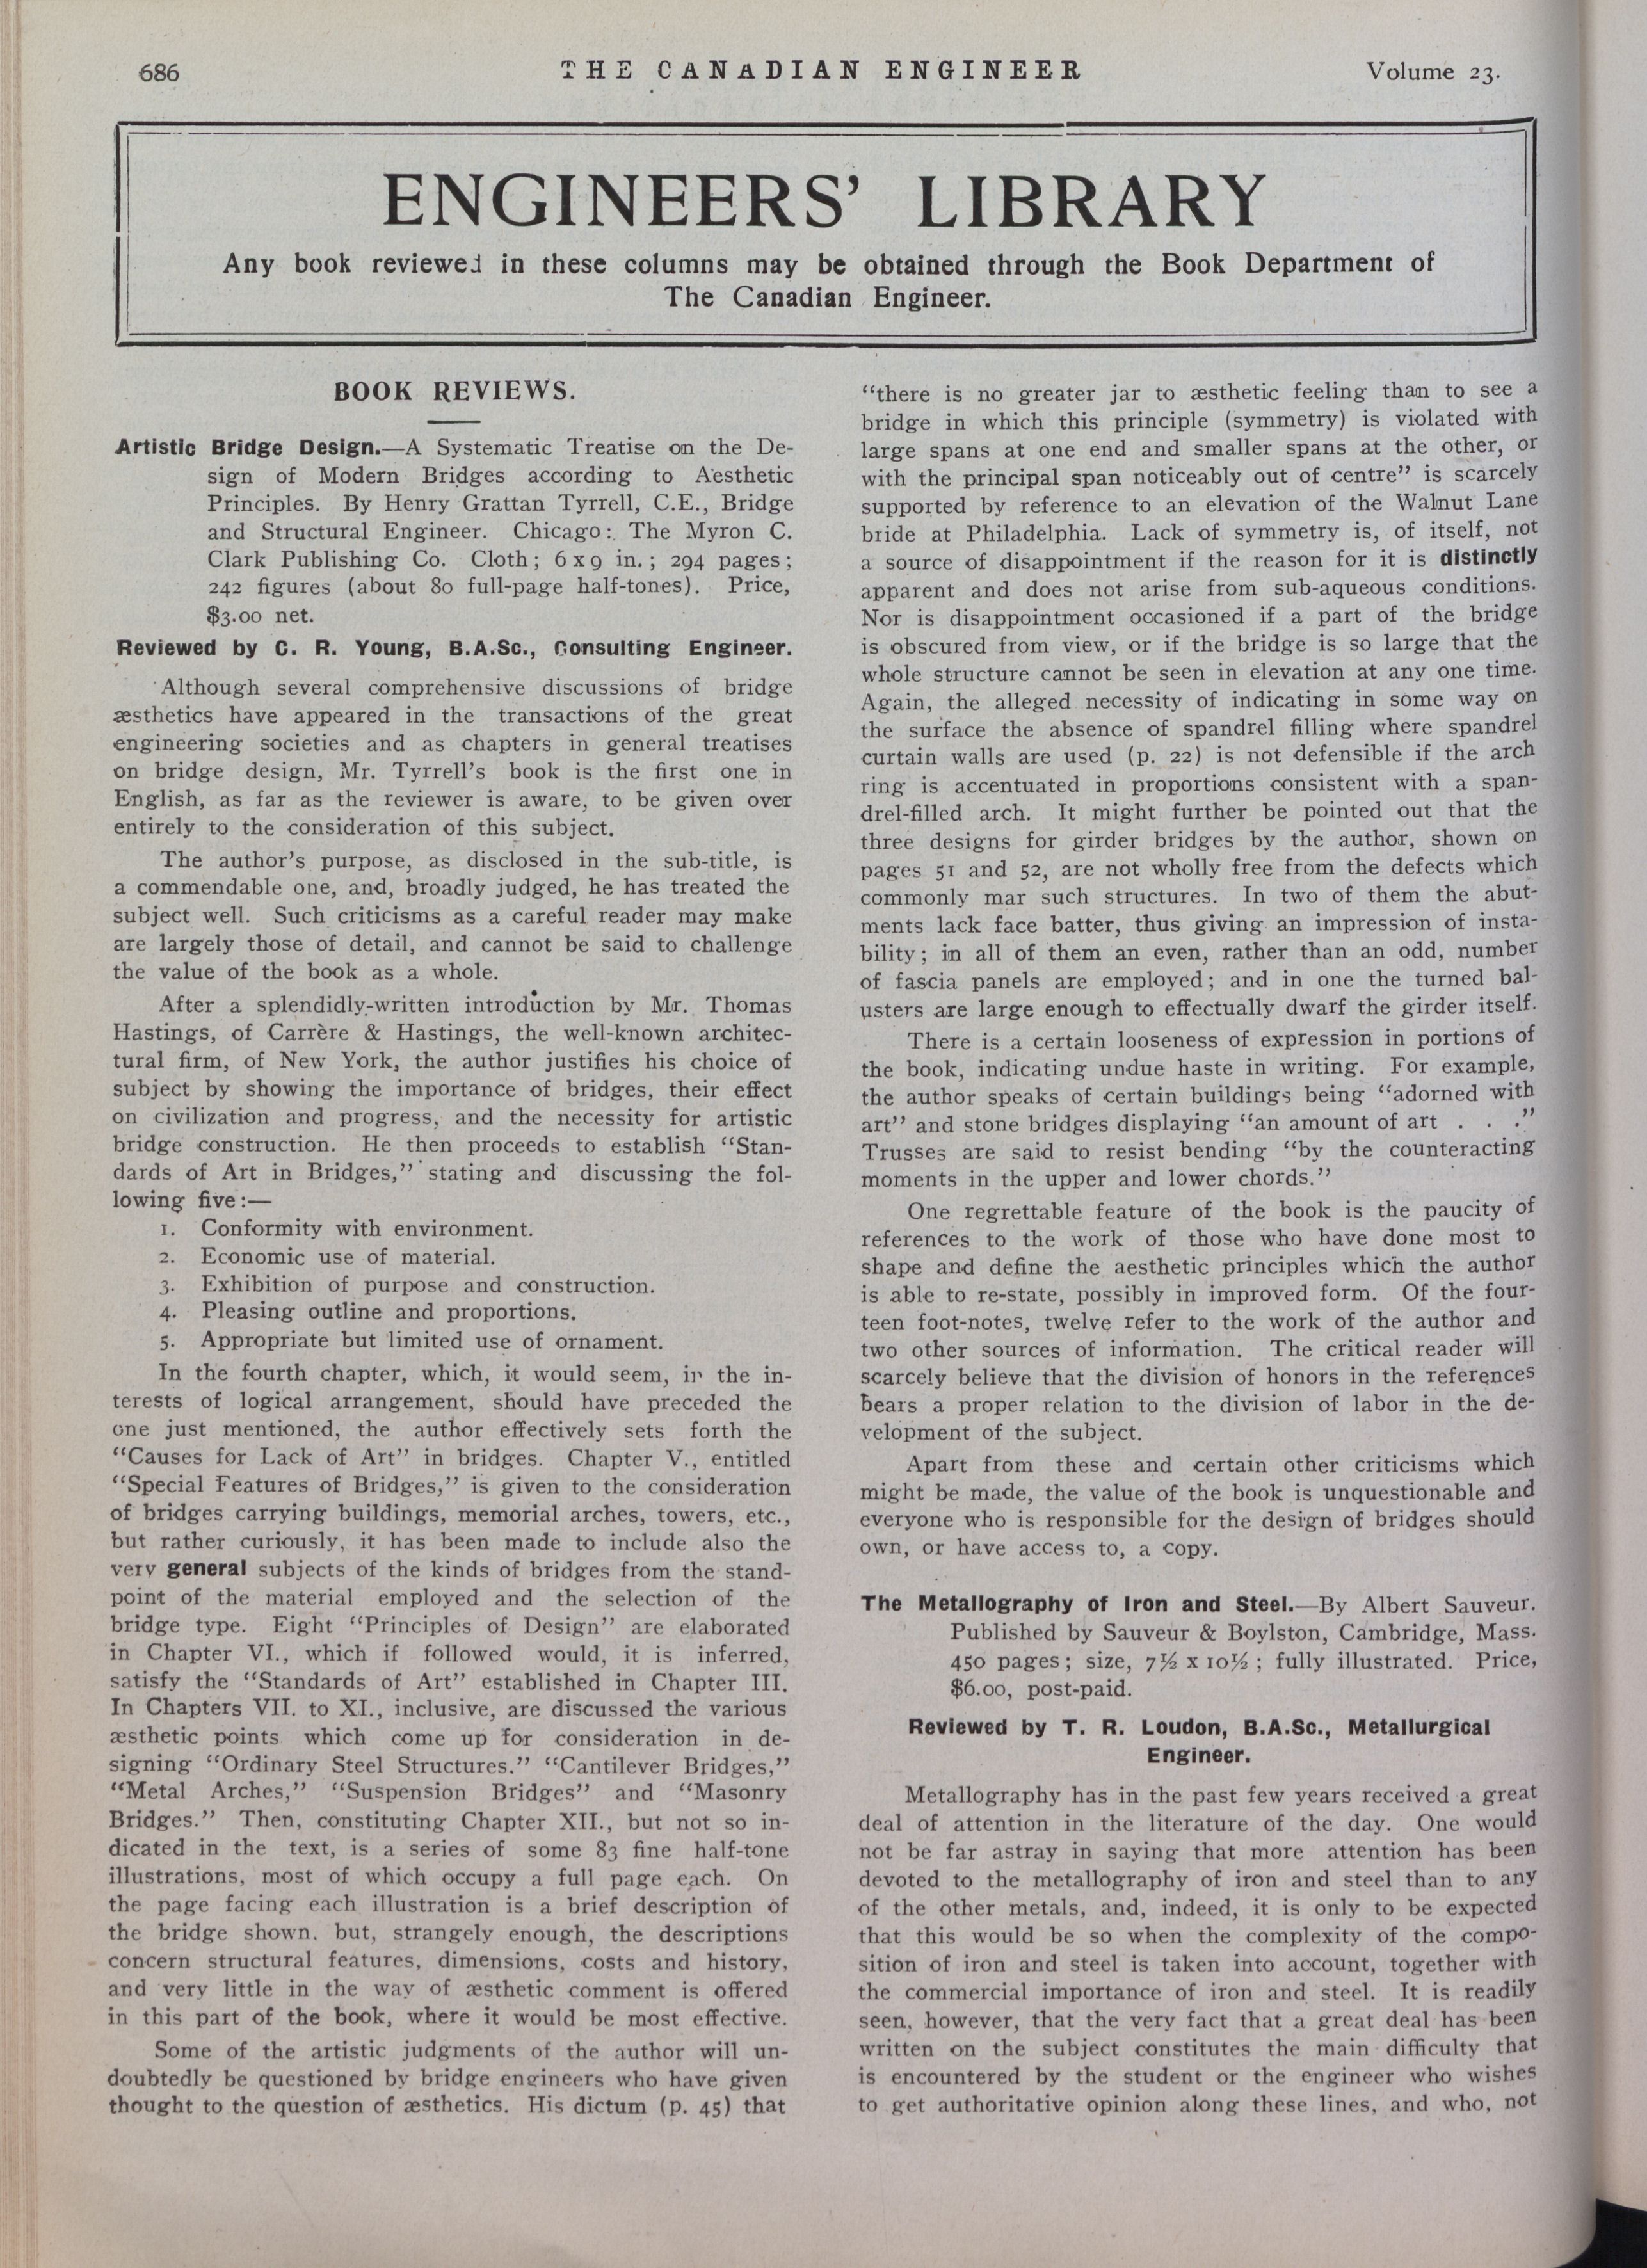 686
THE CANADIAN ENGINEER
Volume 23.
ENGINEERS' LIBRARY
Any book reviewed in these columns may be obtained through the Book Department of
The Canadian Engineer.
BOOK REVIEWS.
Artistic Bridge Design.—A Systematic Treatise on the De-
sign of Modern Bridges according to Aesthetic
Principles. By Henry Grattan Tyrrell, C.E., Bridge
and Structural Engineer. Chicago: The Myron C.
Clark Publishing Co. Cloth; 6 x 9 in.; 294 pages;
242 figures (about 80 full-page half-tones). Price,
$3.00 net.
Reviewed by C. R. Young, B.A.Sc., Consulting Engineer.
Although several comprehensive discussions of bridge
æsthetics have appeared in the transactions of the great
engineering societies and as chapters in general treatises
on bridge design, Mr. Tyrrell's book is the first one in
English, as far as the reviewer is aware, to be given over
entirely to the consideration of this subject.
The author's purpose, as disclosed in the sub-title, is
a commendable one, and, broadly judged, he has treated the
subject well. Such criticisms as a careful reader may make
are largely those of detail, and cannot be said to challenge
the value of the book as a whole.
After a splendidly-written introduction by Mr. Thomas
Hastings, of Carrère & Hastings, the well-known architec-
tural firm, of New York, the author justifies his choice of
subject by showing the importance of bridges, their effect
on civilization and progress, and the necessity for artistic
bridge construction. He then proceeds to establish "Stan-
dards of Art in Bridges," stating and discussing the fol-
lowing five:—
1. Conformity with environment.
2. Economic use of material.
3. Exhibition of purpose and construction.
4. Pleasing outline and proportions.
5. Appropriate but limited use of ornament.
In the fourth chapter, which, it would seem, in the in-
terests of logical arrangement, should have preceded the
one just mentioned, the author effectively sets forth the
"Causes for Lack of Art" in bridges. Chapter V., entitled
"Special Features of Bridges," is given to the consideration
of bridges carrying buildings, memorial arches, towers, etc.,
but rather curiously, it has been made to include also the
very general subjects of the kinds of bridges from the stand-
point of the material employed and the selection of the
bridge type. Eight "Principles of Design" are elaborated
in Chapter VI., which if followed would, it is inferred,
satisfy the "Standards of Art" established in Chapter III.
In Chapters VII. to XI., inclusive, are discussed the various
æsthetic points which come up for consideration in de-
signing "Ordinary Steel Structures." "Cantilever Bridges,"
"Metal Arches," "Suspension Bridges" and "Masonry
Bridges." Then, constituting Chapter XII., but not so in-
dicated in the text, is a series of some 83 fine half-tone
illustrations, most of which occupy a full page each. On
the page facing each illustration is a brief description of
the bridge shown. but, strangely enough, the descriptions
concern structural features, dimensions, costs and history,
and very little in the way of æsthetic comment is offered
in this part of the book, where it would be most effective.
Some of the artistic judgments of the author will un-
doubtedly be questioned by bridge engineers who have given
thought to the question of æsthetics. His dictum (p. 45) that
"there is no greater jar to æsthetic feeling than to see a
bridge in which this principle (symmetry) is violated with
large spans at one end and smaller spans at the other, or
with the principal span noticeably out of centre" is scarcely
supported by reference to an elevation of the Walnut Lane
bride at Philadelphia. Lack of symmetry is, of itself, not
a source of disappointment if the reason for it is distinctly
apparent and does not arise from sub-aqueous conditions.
Nor is disappointment occasioned if a part of the bridge
is obscured from view, or if the bridge is so large that the
whole structure cannot be seen in elevation at any one time.
Again, the alleged necessity of indicating in some way on
the surface the absence of spandrel filling where spandrel
curtain walls are used (p. 22) is not defensible if the arch
ring is accentuated in proportions consistent with a span-
drel-filled arch. It might further be pointed out that the
three designs for girder bridges by the author, shown on
pages 51 and 52, are not wholly free from the defects which
commonly mar such structures. In two of them the abut-
ments lack face batter, thus giving an impression of insta-
bility; in all of them an even, rather than an odd, number
of fascia panels are employed; and in one the turned bal-
usters are large enough to effectually dwarf the girder itself.
There is a certain looseness of expression in portions of
the book, indicating undue haste in writing. For example,
the author speaks of certain buildings being "adorned with
art" and stone bridges displaying "an amount of art . . ."
Trusses are said to resist bending "by the counteracting
moments in the upper and lower chords."
One regrettable feature of the book is the paucity of
references to the work of those who have done most to
shape and define the aesthetic principles which the author
is able to re-state, possibly in improved form. Of the four-
teen foot-notes, twelve refer to the work of the author and
two other sources of information. The critical reader will
scarcely believe that the division of honors in the references
bears a proper relation to the division of labor in the de-
velopment of the subject.
Apart from these and certain other criticisms which
might be made, the value of the book is unquestionable and
everyone who is responsible for the design of bridges should
own, or have access to, a copy.
The Metallography of Iron and Steel.—By Albert Sauveur.
Published by Sauveur & Boylston, Cambridge, Mass.
450 pages; size, 7½ x 10½; fully illustrated. Price,
$6.00, post-paid.
Reviewed by T. R. Loudon, B.A.Sc., Metallurgical
Engineer.
Metallography has in the past few years received a great
deal of attention in the literature of the day. One would
not be far astray in saying that more attention has been
devoted to the metallography of iron and steel than to any
of the other metals, and, indeed, it is only to be expected
that this would be so when the complexity of the compo-
sition of iron and steel is taken into account, together with
the commercial importance of iron and steel. It is readily
seen, however, that the very fact that a great deal has been
written on the subject constitutes the main difficulty that
is encountered by the student or the engineer who wishes
to get authoritative opinion along these lines, and who, not